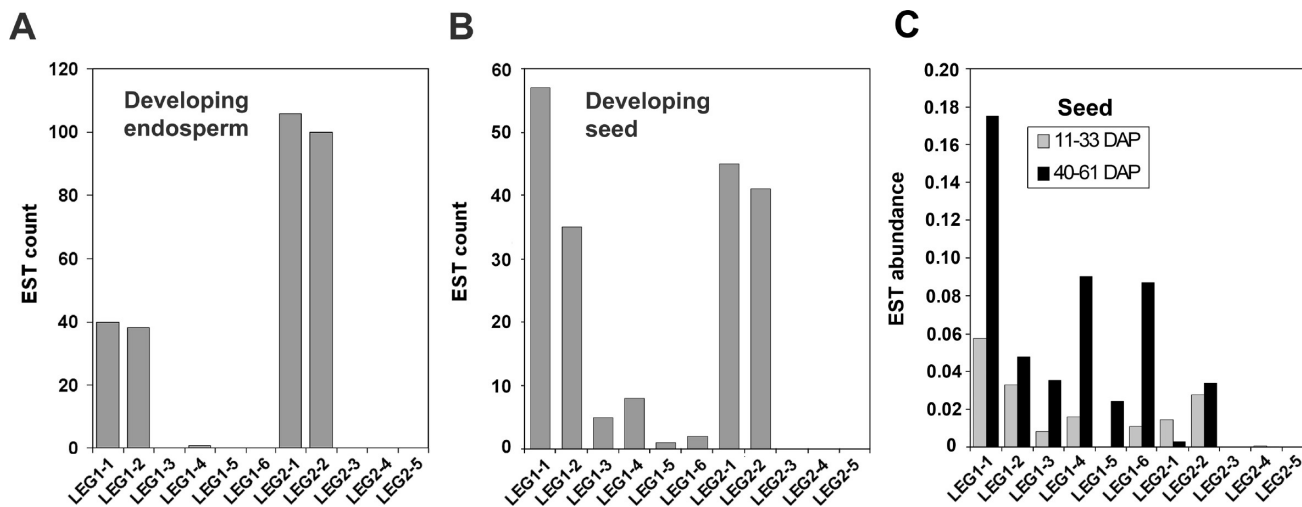 A
EST count
120
100
80
60
40
20
0
Developing
endosperm
LEG1-1
LEG1-2
LEG1-3
LEG1-4
LEG1-5
LEG1-6
LEG2-1
LEG2-2
LEG2-3
LEG2-4
LEG2-5
B
EST count
60
50
40
30
20
10
0
Developing
seed
LEG1-1
LEG1-2
LEG1-3
LEG1-4
LEG1-5
LEG1-6
LEG2-1
LEG2-2
LEG2-3
LEG2-4
LEG2-5
C
EST abundance
0.20
0.18
0.16
0.14
0.12
0.10
0.08
0.06
0.04
0.02
0
Seed
11-33 DAP
40-61 DAP
LEG1-1
LEG1-2
LEG1-3
LEG1-4
LEG1-5
LEG1-6
LEG2-1
LEG2-2
LEG2-3
LEG2-4
LEG2-5